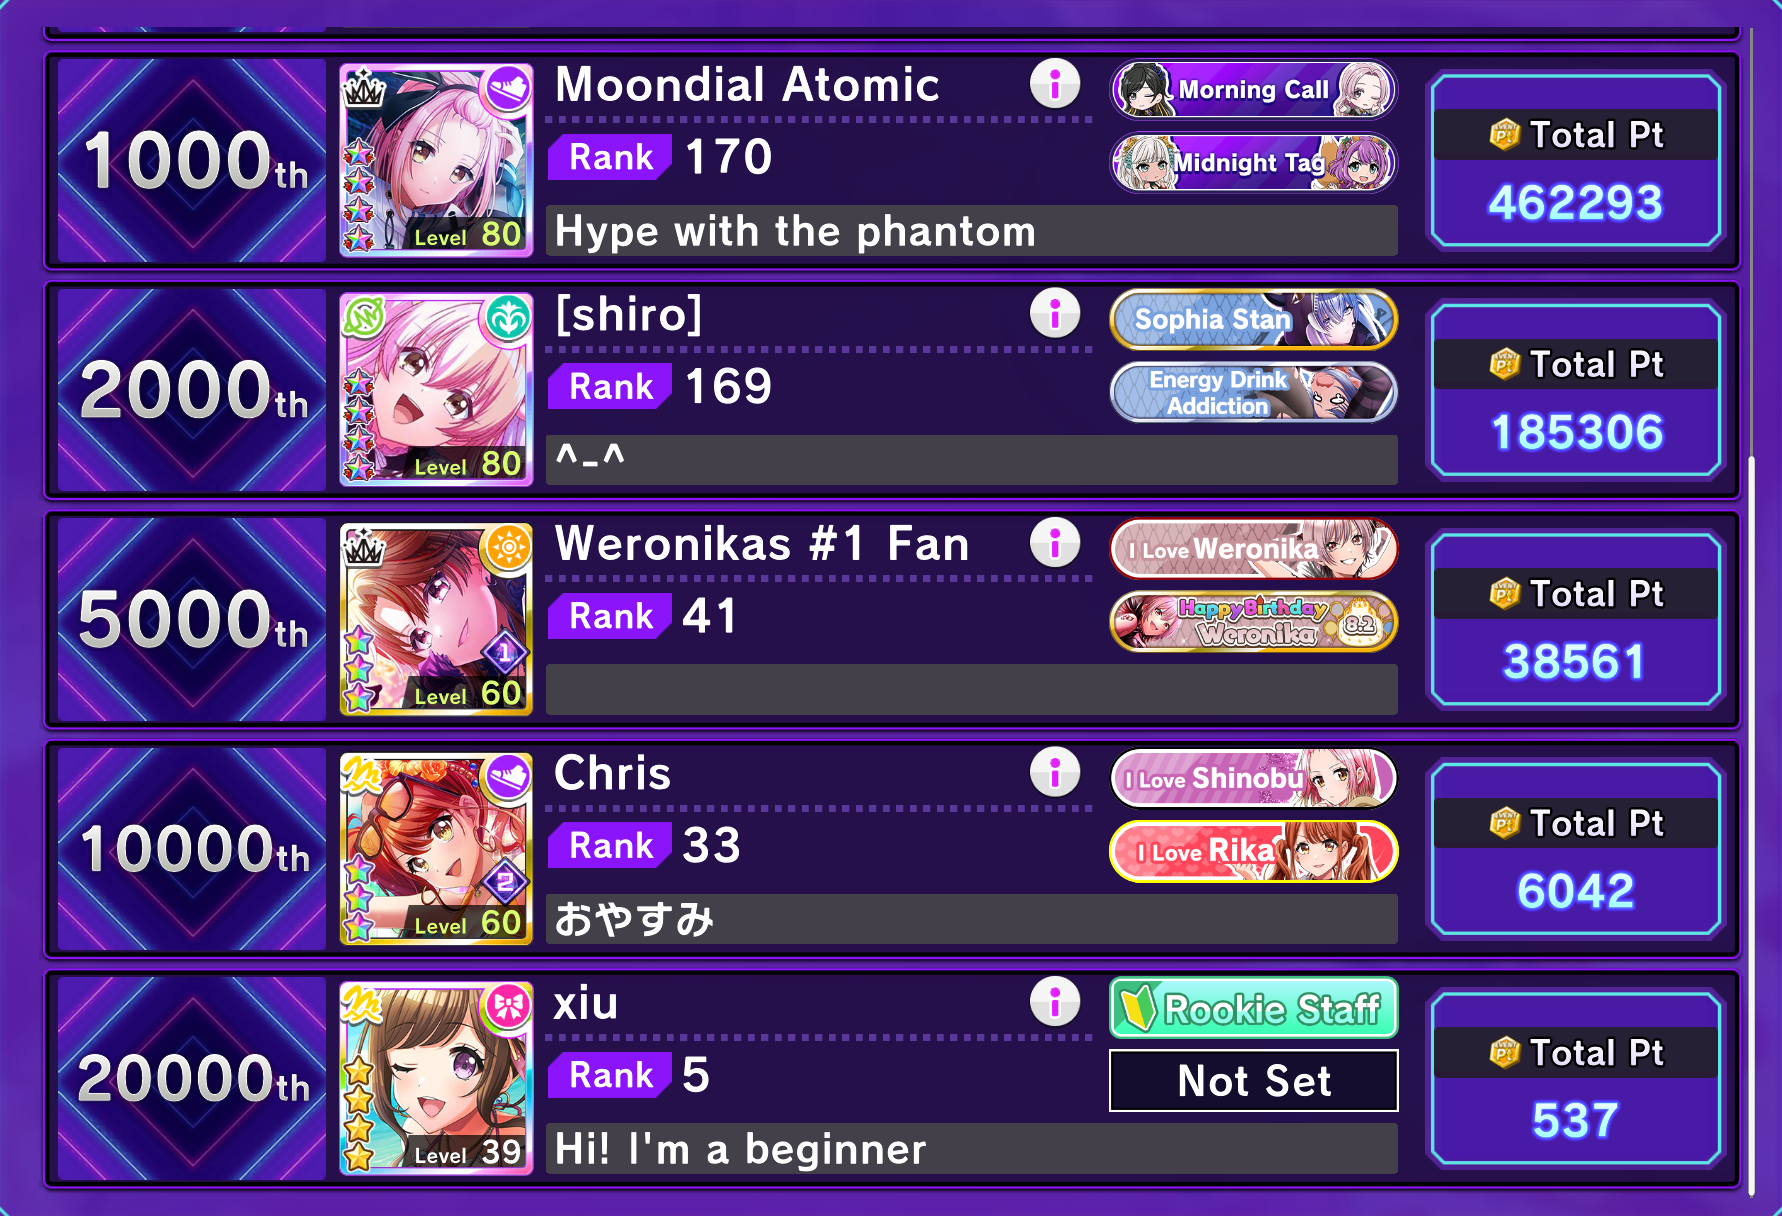 1000th
Level 80
Moondial Atomic
Rank 170
Hype with the phantom
Morning Call
Midnight Tag
Total Pt
462293
2000th
Level 80
[shiro]
Rank 169
^-^
Sophia Stan
Energy Drink
Addiction
Total Pt
185306
5000th
1
Level 60
Weronikas #1 Fan
Rank 41
I Love Weronika
Happy Birthday
Weronika
8.2
Total Pt
38561
10000th
2
Level 60
Chris
Rank 33
おやすみ
I Love Shinobu
I Love Rika
Total Pt
6042
20000th
Level 39
xiu
Rank 5
Hi! I'm a beginner
Rookie Staff
Not Set
Total Pt
537